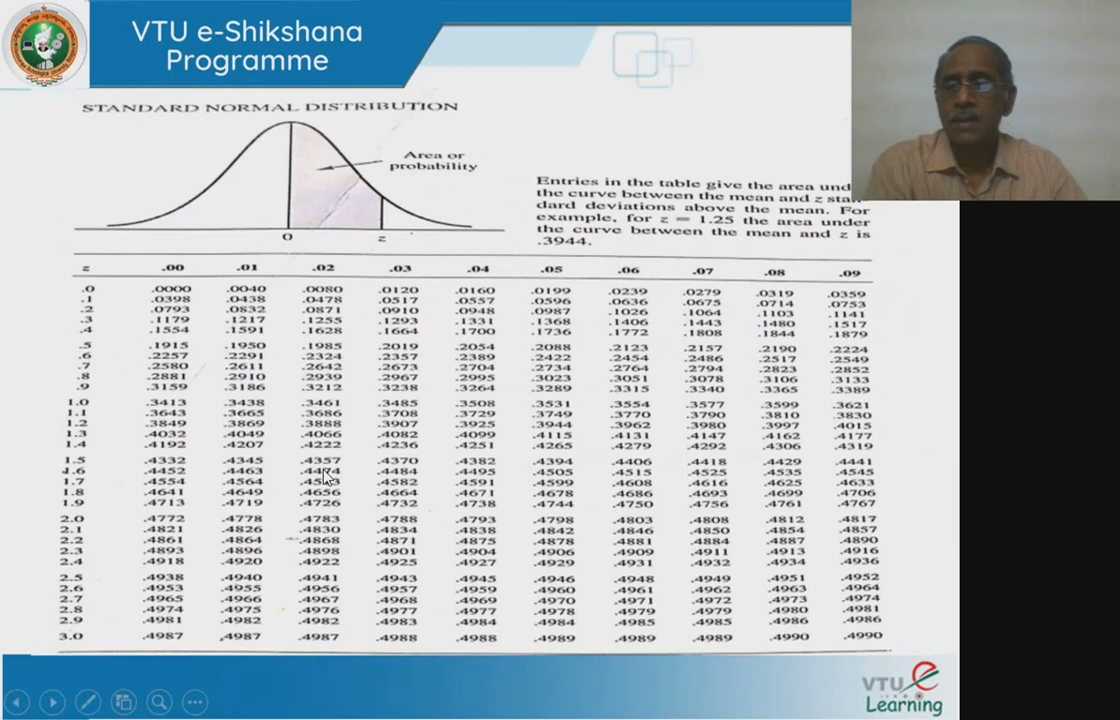 VTU e-Shikshana
Programme
STANDARD NORMAL DISTRIBUTION
Area or
probability
0 z
Entries in the table give the area und
the curve between the mean and z stan
dard deviations above the mean. For
example, for z = 1.25 the area under
the curve between the mean and z is
.3944.
z .00 .01 .02 .03 .04 .05 .06 .07 .08 .09
.0 .0000 .0040 .0080 .0120 .0160 .0199 .0239 .0279 .0319 .0359
.1 .0398 .0438 .0478 .0517 .0557 .0596 .0636 .0675 .0714 .0753
.2 .0793 .0832 .0871 .0910 .0948 .0987 .1026 .1064 .1103 .1141
.3 .1179 .1217 .1255 .1293 .1331 .1368 .1406 .1443 .1480 .1517
.4 .1554 .1591 .1628 .1664 .1700 .1736 .1772 .1808 .1844 .1879
.5 .1915 .1950 .1985 .2019 .2054 .2088 .2123 .2157 .2190 .2224
.6 .2257 .2291 .2324 .2357 .2389 .2422 .2454 .2486 .2517 .2549
.7 .2580 .2611 .2642 .2673 .2704 .2734 .2764 .2794 .2823 .2852
.8 .2881 .2910 .2939 .2967 .2995 .3023 .3051 .3078 .3106 .3133
.9 .3159 .3186 .3212 .3238 .3264 .3289 .3315 .3340 .3365 .3389
1.0 .3413 .3438 .3461 .3485 .3508 .3531 .3554 .3577 .3599 .3621
1.1 .3643 .3665 .3686 .3708 .3729 .3749 .3770 .3790 .3810 .3830
1.2 .3849 .3869 .3888 .3907 .3925 .3944 .3962 .3980 .3997 .4015
1.3 .4032 .4049 .4066 .4082 .4099 .4115 .4131 .4147 .4162 .4177
1.4 .4192 .4207 .4222 .4236 .4251 .4265 .4279 .4292 .4306 .4319
1.5 .4332 .4345 .4357 .4370 .4382 .4394 .4406 .4418 .4429 .4441
1.6 .4452 .4463 .4484 .4495 .4505 .4515 .4525 .4535 .4545
1.7 .4554 .4564 .4582 .4591 .4599 .4608 .4616 .4625 .4633
1.8 .4641 .4649 .4656 .4664 .4671 .4678 .4686 .4693 .4699 .4706
1.9 .4713 .4719 .4726 .4732 .4738 .4744 .4750 .4756 .4761 .4767
2.0 .4772 .4778 .4783 .4788 .4793 .4798 .4803 .4808 .4812 .4817
2.1 .4821 .4826 .4830 .4834 .4838 .4842 .4846 .4850 .4854 .4857
2.2 .4861 .4864 .4868 .4871 .4875 .4878 .4881 .4884 .4887 .4890
2.3 .4893 .4896 .4898 .4901 .4904 .4906 .4909 .4911 .4913 .4916
2.4 .4918 .4920 .4922 .4925 .4927 .4929 .4931 .4932 .4934 .4936
2.5 .4938 .4940 .4941 .4943 .4945 .4946 .4948 .4949 .4951 .4952
2.6 .4953 .4955 .4956 .4957 .4959 .4960 .4961 .4962 .4963 .4964
2.7 .4965 .4966 .4967 .4968 .4969 .4970 .4971 .4972 .4973 .4974
2.8 .4974 .4975 .4976 .4977 .4977 .4978 .4979 .4979 .4980 .4981
2.9 .4981 .4982 .4982 .4983 .4984 .4984 .4985 .4985 .4986 .4986
3.0 .4987 .4987 .4987 .4988 .4988 .4989 .4989 .4989 .4990 .4990
VTU e
Learning